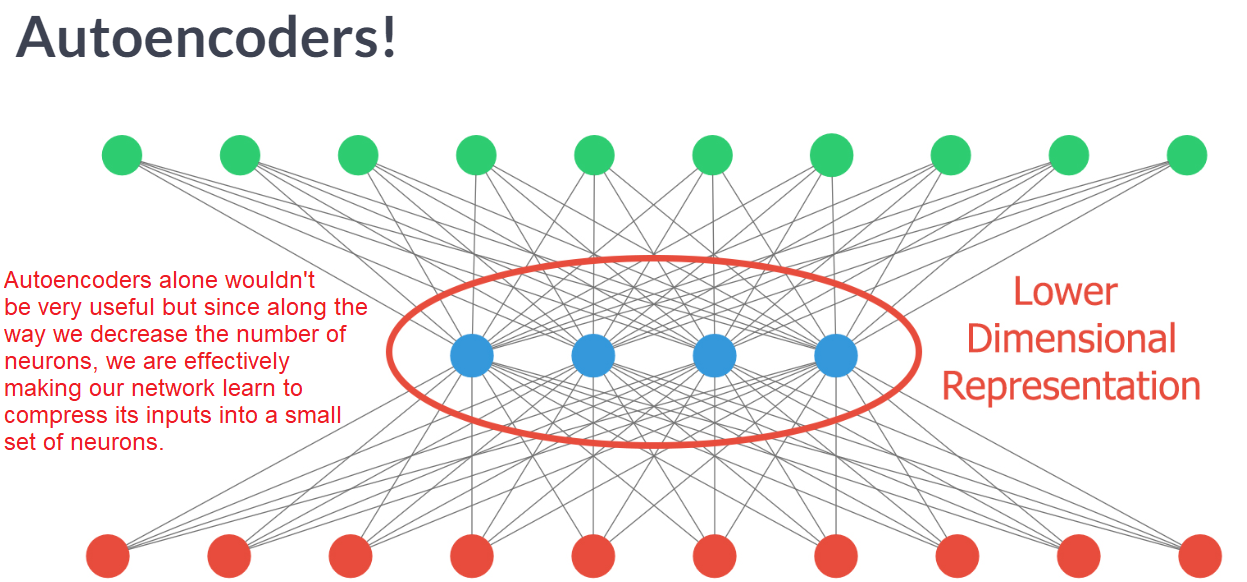 Autoencoders!
Autoencoders alone wouldn't
be very useful but since along the
way we decrease the number of
neurons, we are effectively
making our network learn to
compress its inputs into a small
set of neurons.
Lower
Dimensional
Representation